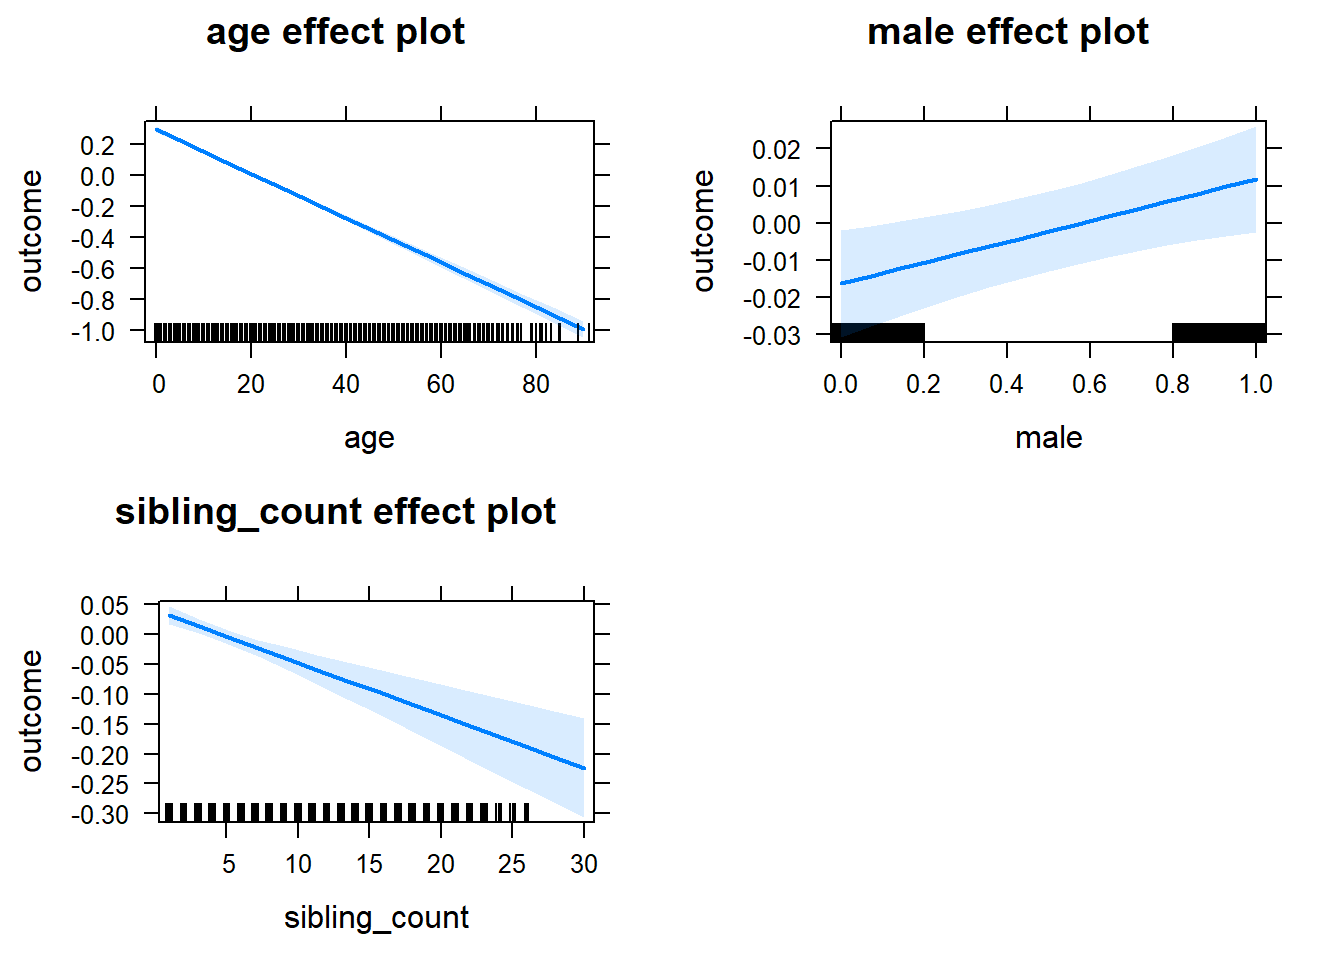 age effect plot
outcome
0.2
0.0
-0.2
-0.4
-0.6
-0.8
-1.0
0 20 40 60 80
age
male effect plot
outcome
0.02
0.01
0.00
-0.01
-0.02
-0.03
0.0 0.2 0.4 0.6 0.8 1.0
male
sibling_count effect plot
outcome
0.05
0.00
-0.05
-0.10
-0.15
-0.20
-0.25
-0.30
5 10 15 20 25 30
sibling_count